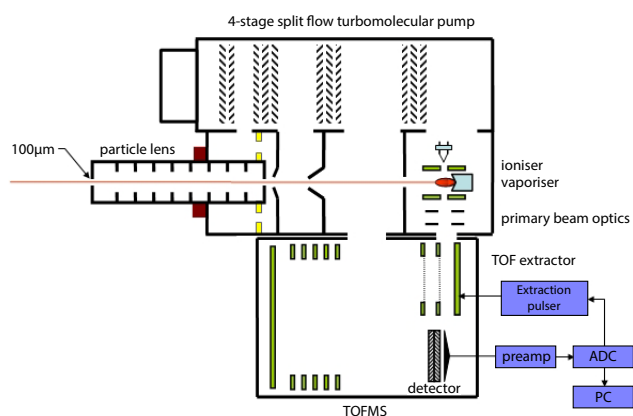 4-stage split flow turbomolecular pump
100μm
particle lens
ioniser
vaporiser
primary beam optics
TOF extractor
Extraction
pulser
preamp
ADC
detector
PC
TOFMS